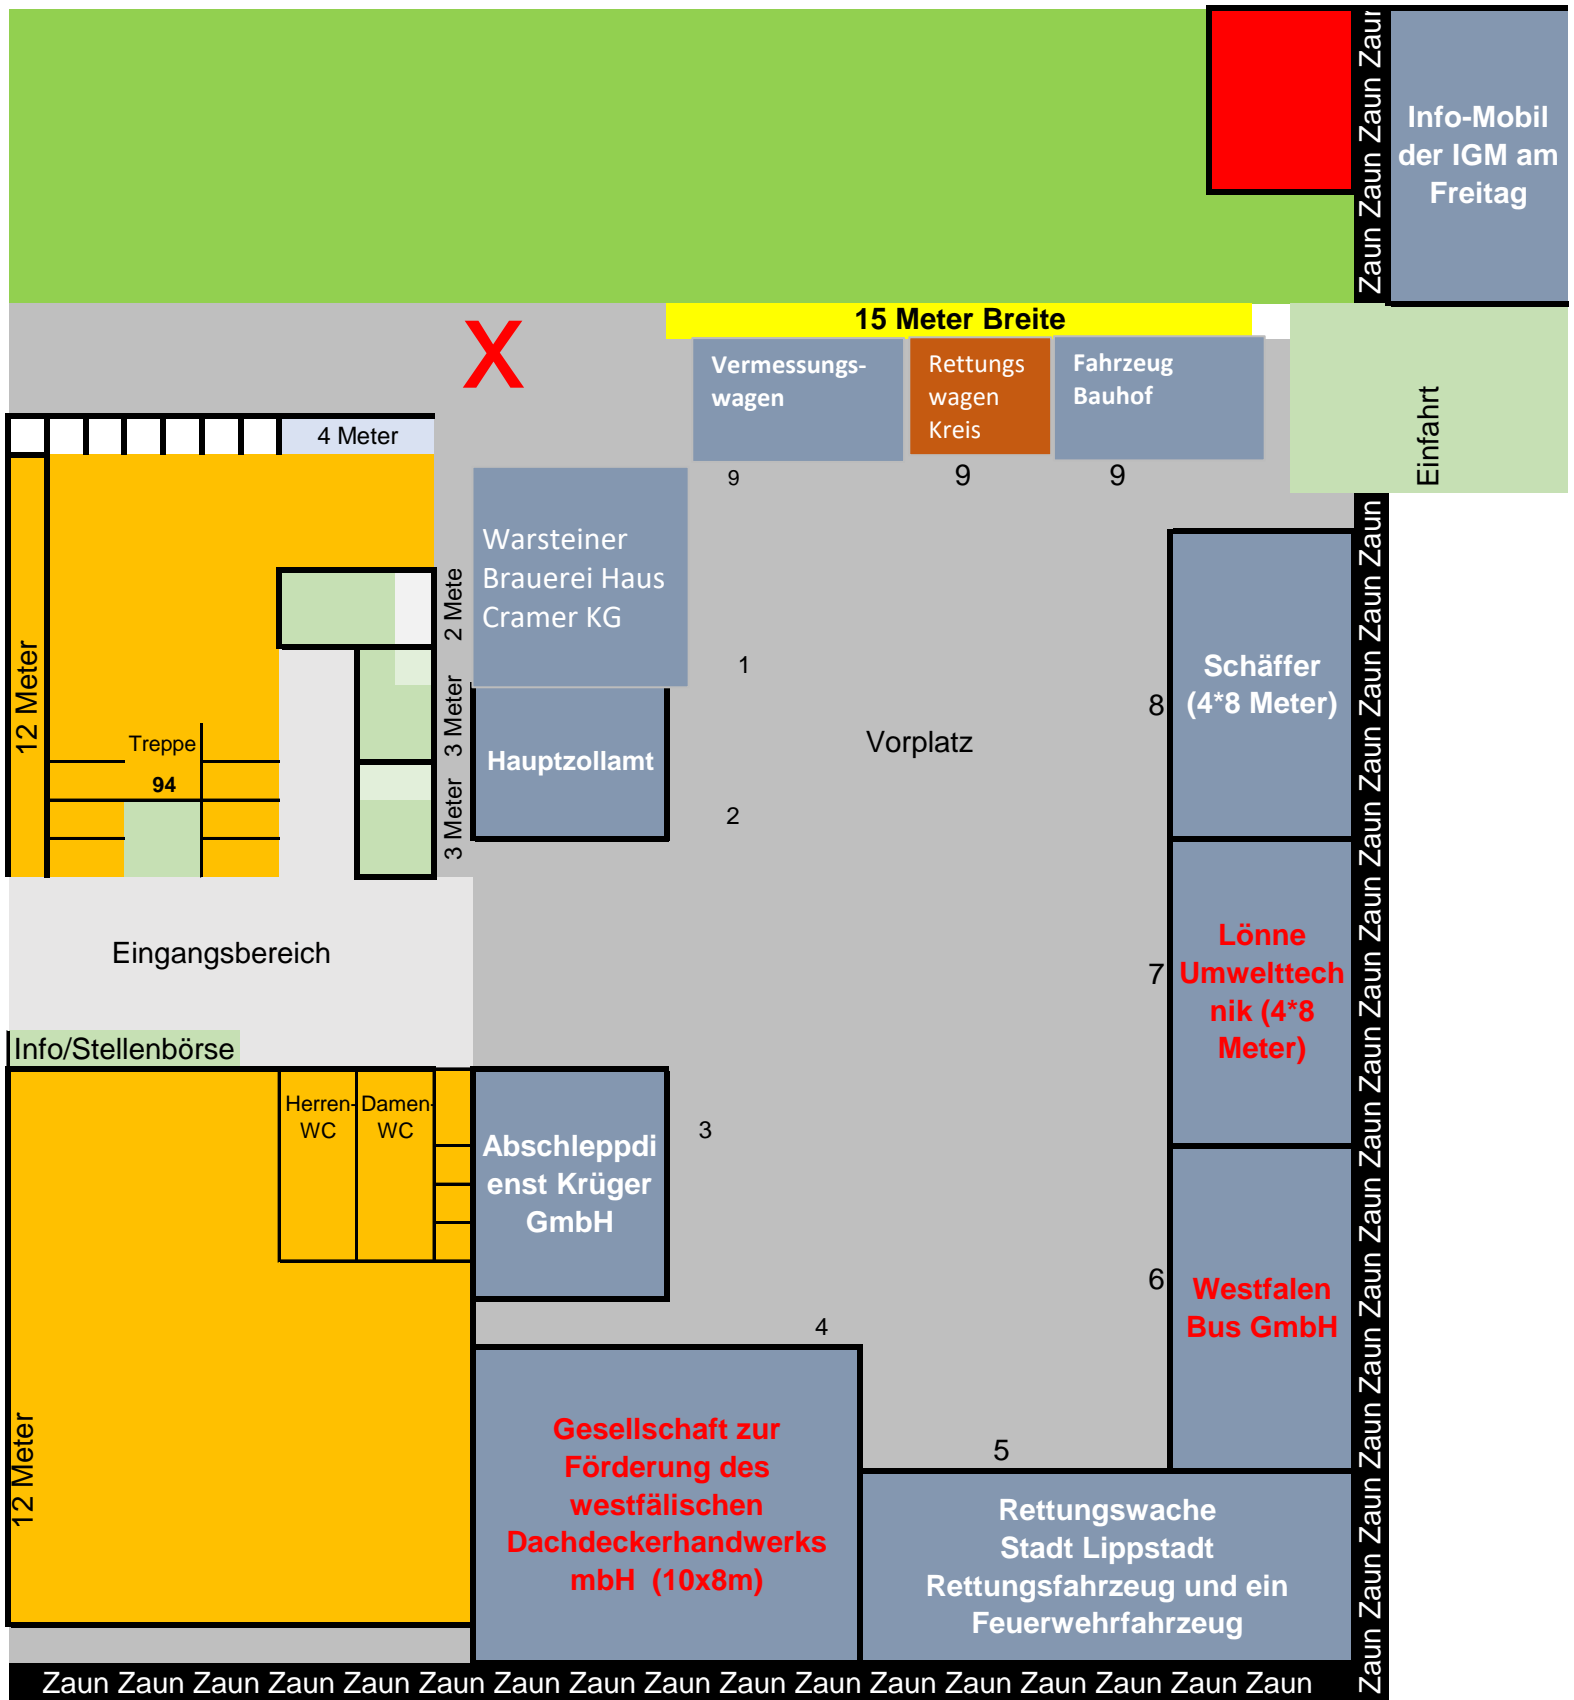 Info-Mobil
der IGM am
Freitag
Zaun Zaun Zaun Zaun
X
15 Meter Breite
Vermessungs-
wagen
Rettungs
wagen
Kreis
Fahrzeug
Bauhof
Einfahrt
4 Meter
9
9
9
Warsteiner
Brauerei Haus
Cramer KG
2 Mete
12 Meter
1
3 Meter
Schäffer
(4*8 Meter)
8
Treppe
94
Hauptzollamt
Vorplatz
3 Meter
2
Eingangsbereich
Lönne
Umwelttech
nik (4*8
Meter)
7
Info/Stellenbörse
Herren-
WC
Damen-
WC
Abschleppdi
enst Krüger
GmbH
3
6
Westfalen
Bus GmbH
4
12 Meter
Gesellschaft zur
Förderung des
westfälischen
Dachdeckerhandwerks
mbH (10x8m)
5
Rettungswache
Stadt Lippstadt
Rettungsfahrzeug und ein
Feuerwehrfahrzeug
Zaun Zaun Zaun Zaun Zaun Zaun Zaun Zaun Zaun Zaun Zaun Zaun Zaun Zaun Zaun Zaun
Zaun Zaun Zaun Zaun Zaun Zaun Zaun Zaun Zaun Zaun Zaun Zaun Zaun Zaun Zaun Zaun Zaun